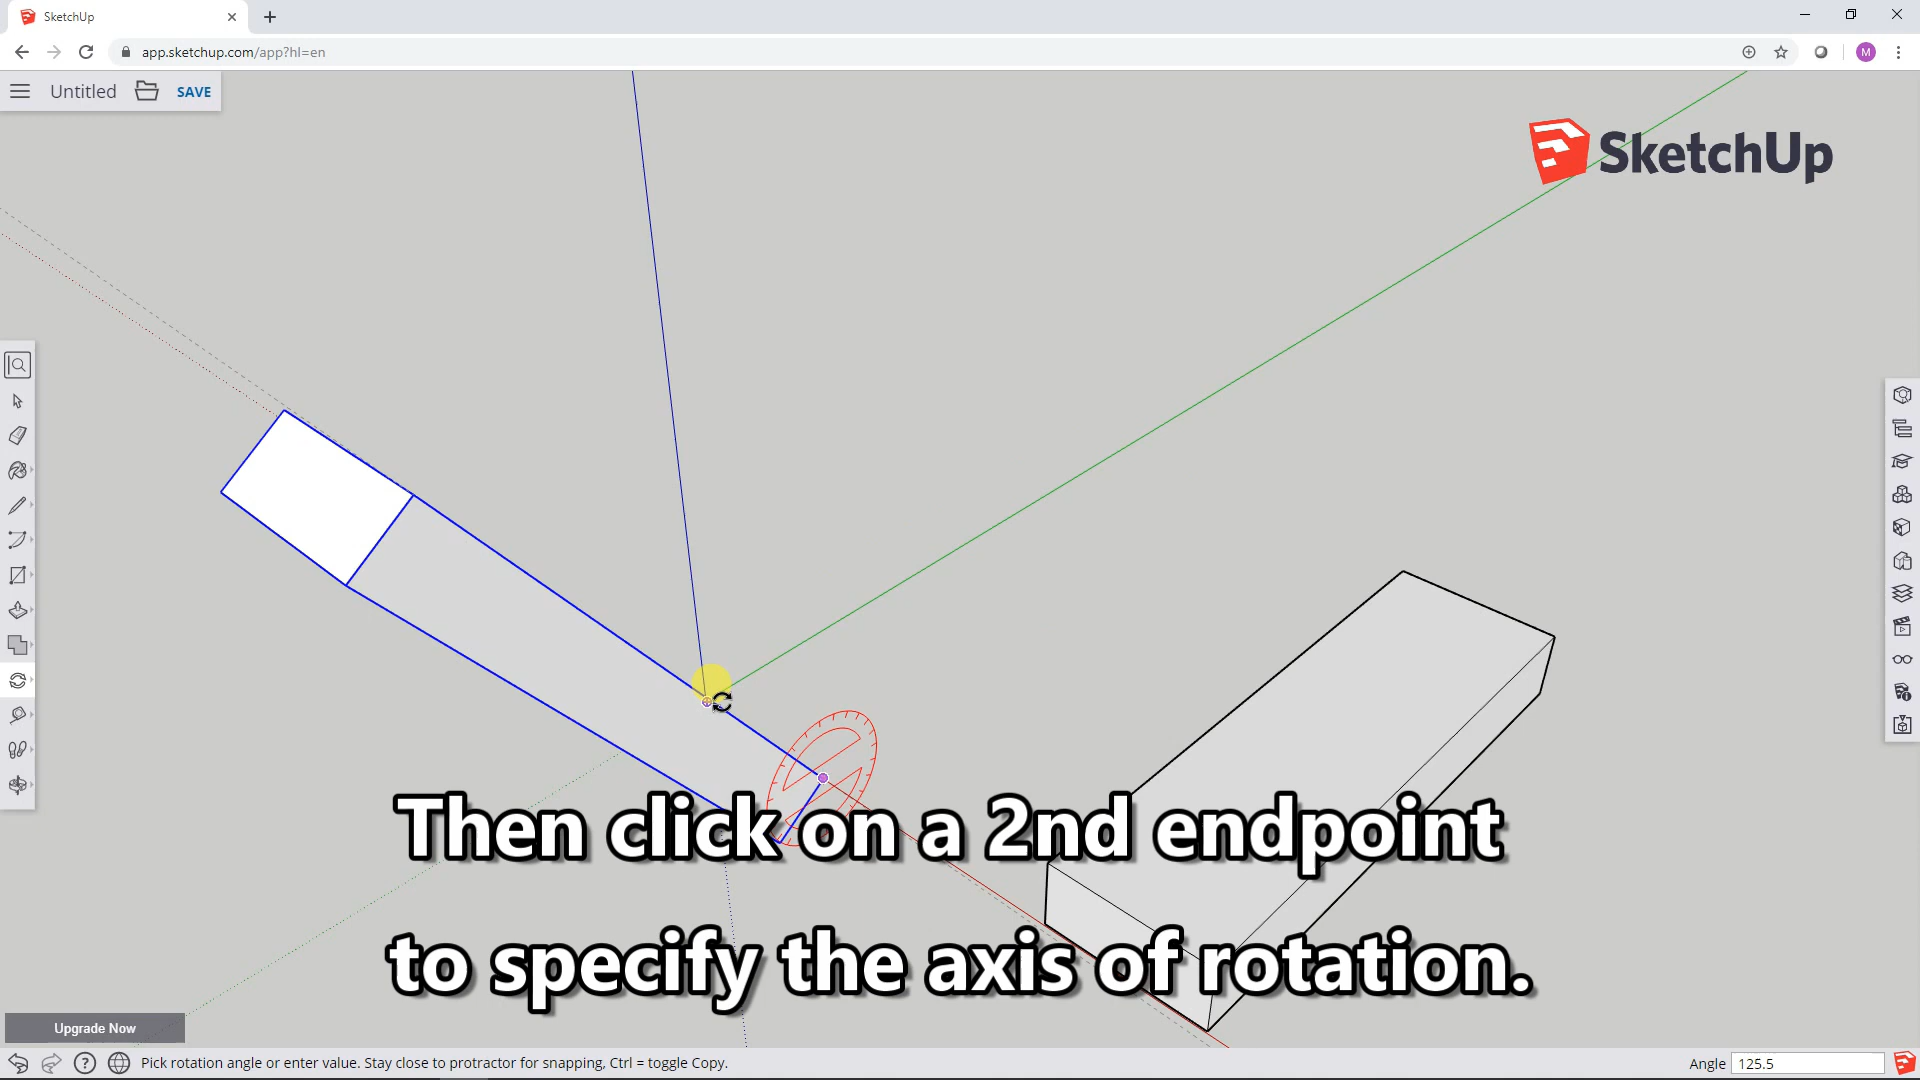 SketchUp
app.sketchup.com/app?hl=en
M
Untitled
SAVE
SketchUp
Then click on a 2nd endpoint
to specify the axis of rotation.
Upgrade Now
Pick rotation angle or enter value. Stay close to protractor for snapping, Ctrl = toggle Copy.
Angle 125.5